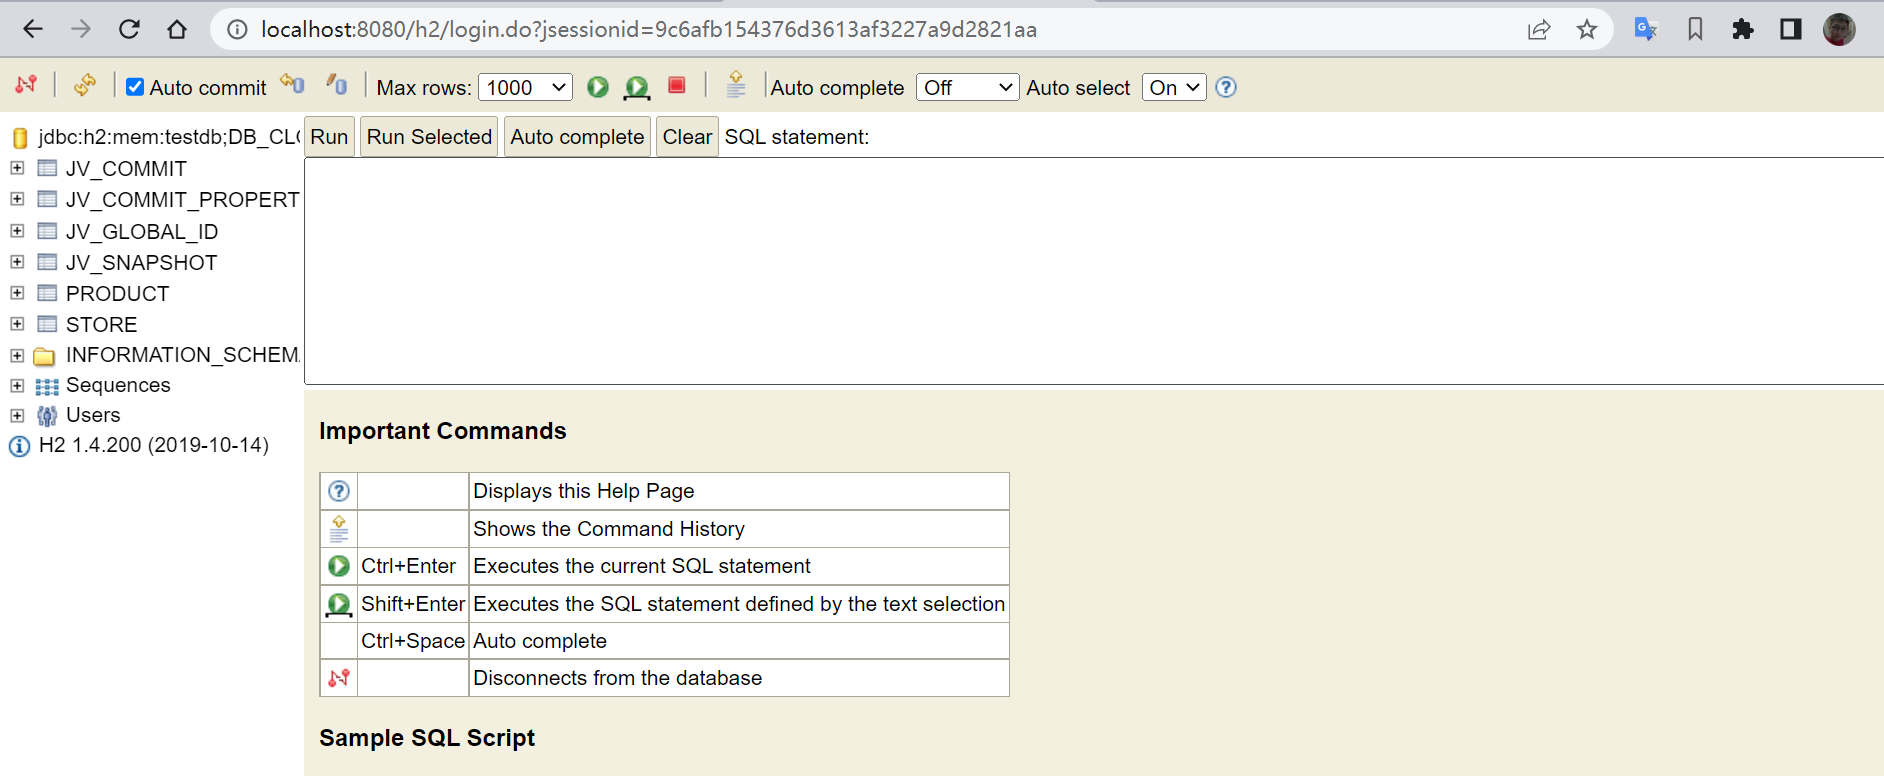 localhost:8080/h2/login.do?jsessionid=9c6afb154376d3613af3227a9d2821aa
Auto commit Max rows: 1000 Auto complete Off Auto select On
jdbc:h2:mem:testdb;DB_CLO
JV_COMMIT
JV_COMMIT_PROPERT
JV_GLOBAL_ID
JV_SNAPSHOT
PRODUCT
STORE
INFORMATION_SCHEM
Sequences
Users
H2 1.4.200 (2019-10-14)
Run Run Selected Auto complete Clear SQL statement:
Important Commands
Displays this Help Page
Shows the Command History
Ctrl+Enter Executes the current SQL statement
Shift+Enter Executes the SQL statement defined by the text selection
Ctrl+Space Auto complete
Disconnects from the database
Sample SQL Script